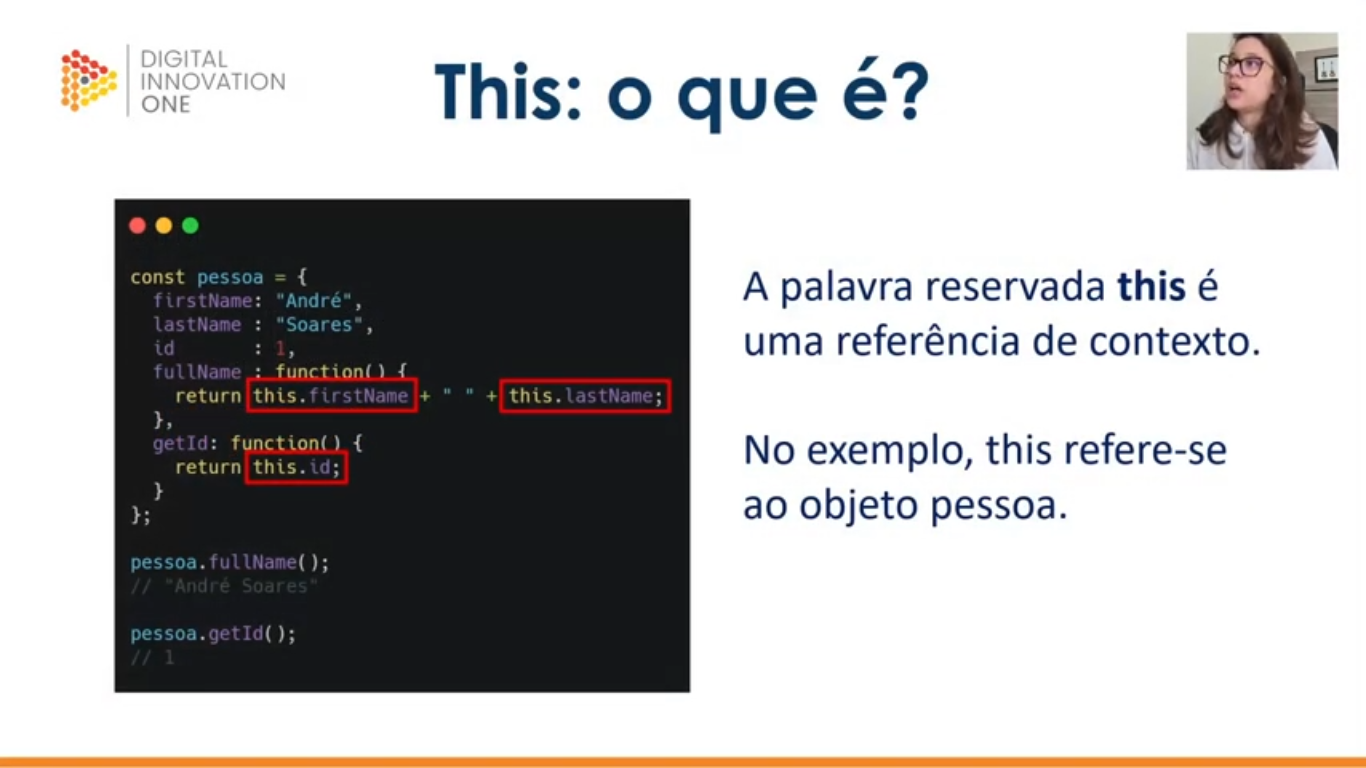 DIGITAL
INNOVATION
ONE
This: o que é?
const pessoa = {
  firstName: "André",
  lastName : "Soares",
  id       : 1,
  fullName : function() {
    return this.firstName + " " + this.lastName;
  },
  getId: function() {
    return this.id;
  }
};

pessoa.fullName();
// "André Soares"

pessoa.getId();
// 1
A palavra reservada this é
uma referência de contexto.
No exemplo, this refere-se
ao objeto pessoa.